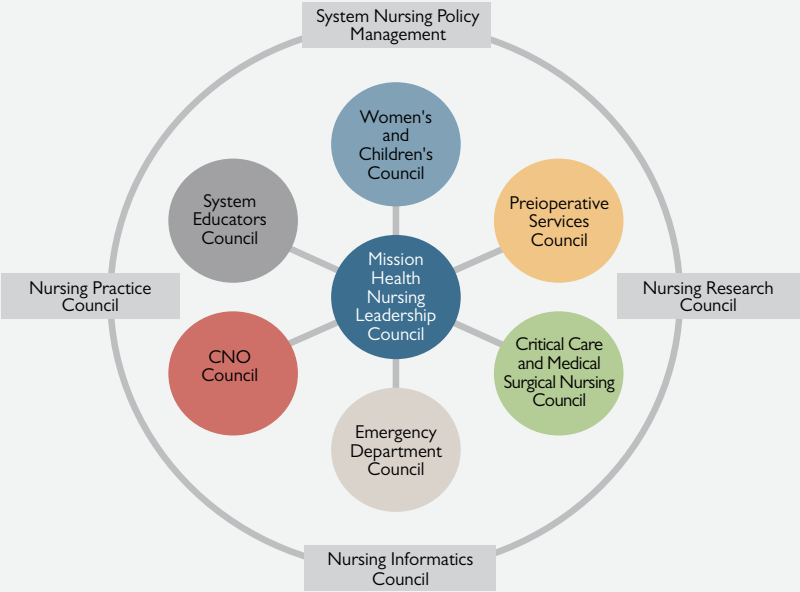 System Nursing Policy
Management
Women's
and
Children's
Council
System
Educators
Council
Preioperative
Services
Council
Mission
Health
Nursing
Leadership
Council
Nursing Practice
Council
Nursing Research
Council
CNO
Council
Critical Care
and Medical
Surgical Nursing
Council
Emergency
Department
Council
Nursing Informatics
Council